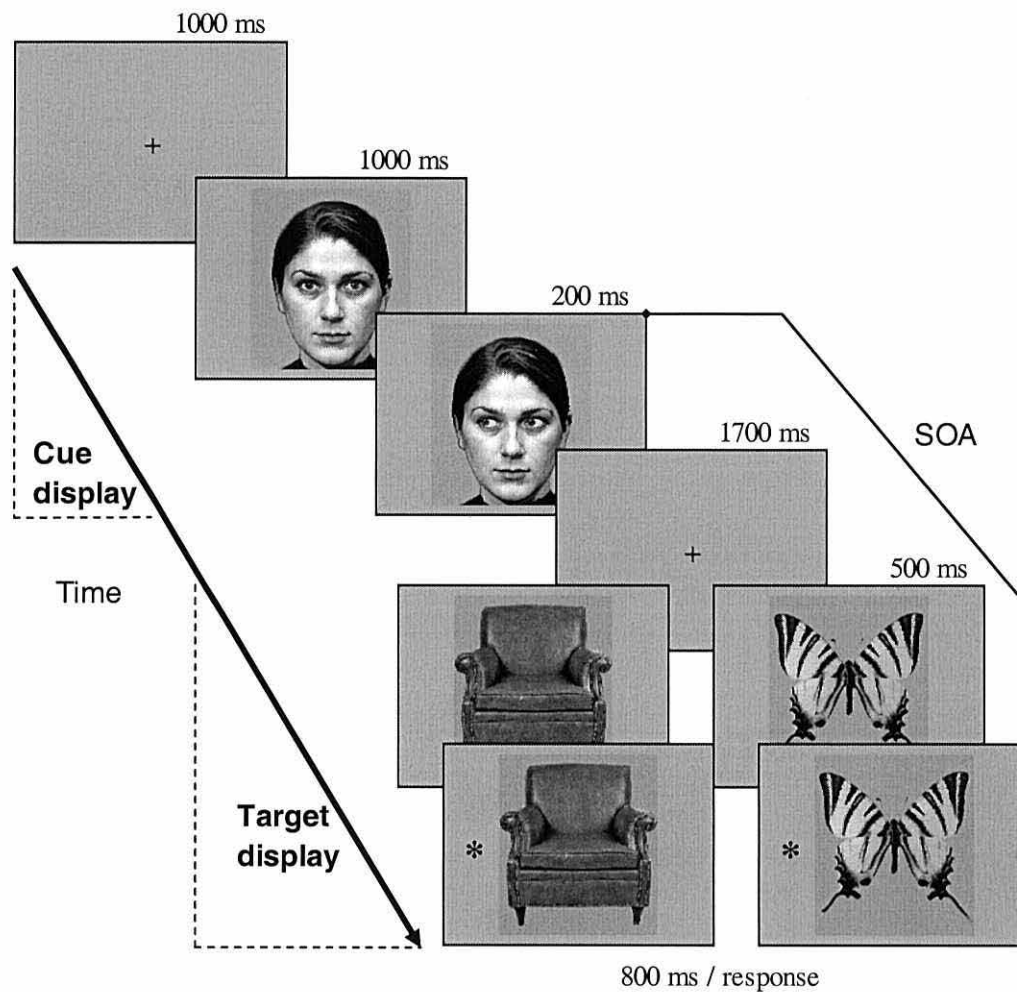 1000 ms
+
1000 ms
200 ms
1700 ms
SOA
Cue
display
+
500 ms
Time
Target
display
*
*
800 ms / response